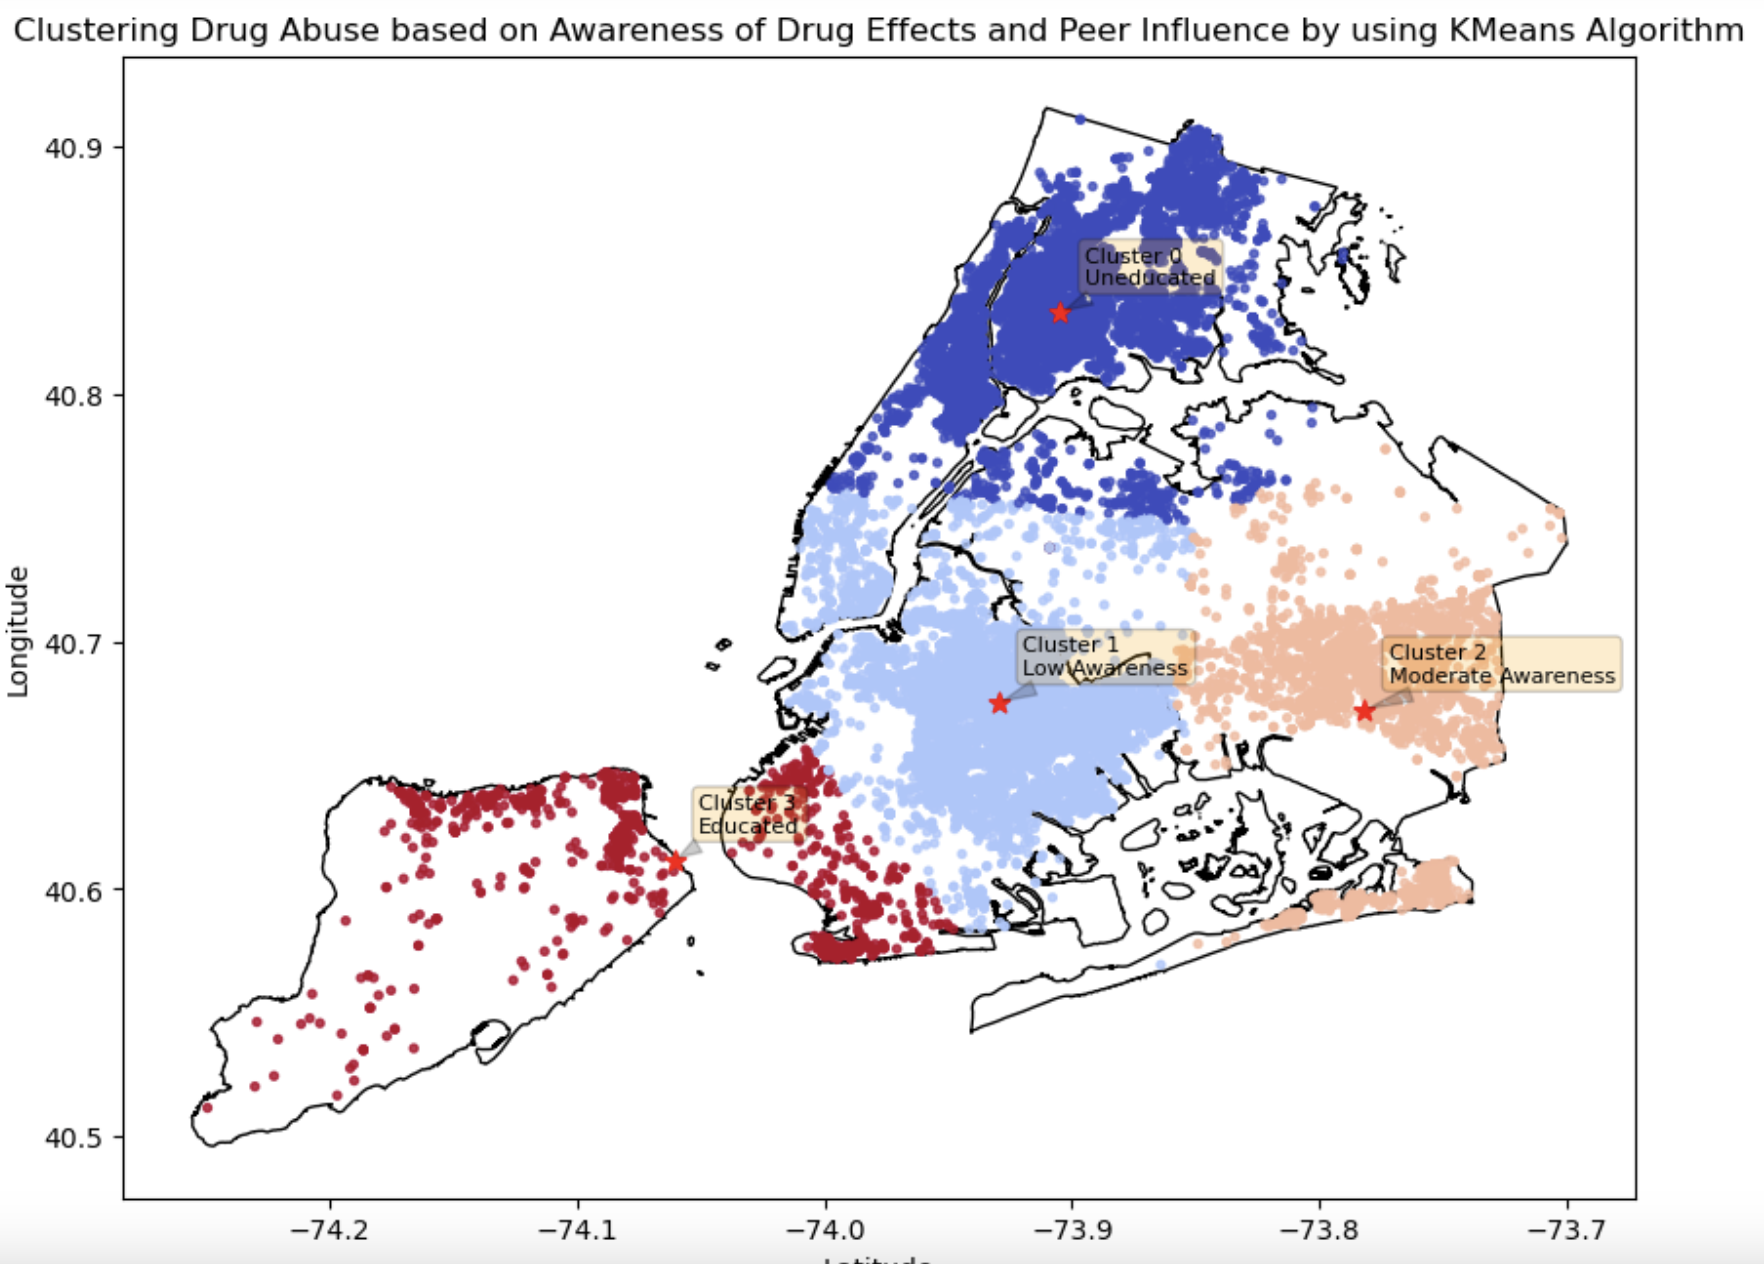 Clustering Drug Abuse based on Awareness of Drug Effects and Peer Influence by using KMeans Algorithm
40.9
Cluster 0
Uneducated
40.8
Longitude
40.7
Cluster 1
Low Awareness
Cluster 2
Moderate Awareness
Cluster 3
Educated
40.6
40.5
−74.2
−74.1
−74.0
−73.9
−73.8
−73.7
Latitude